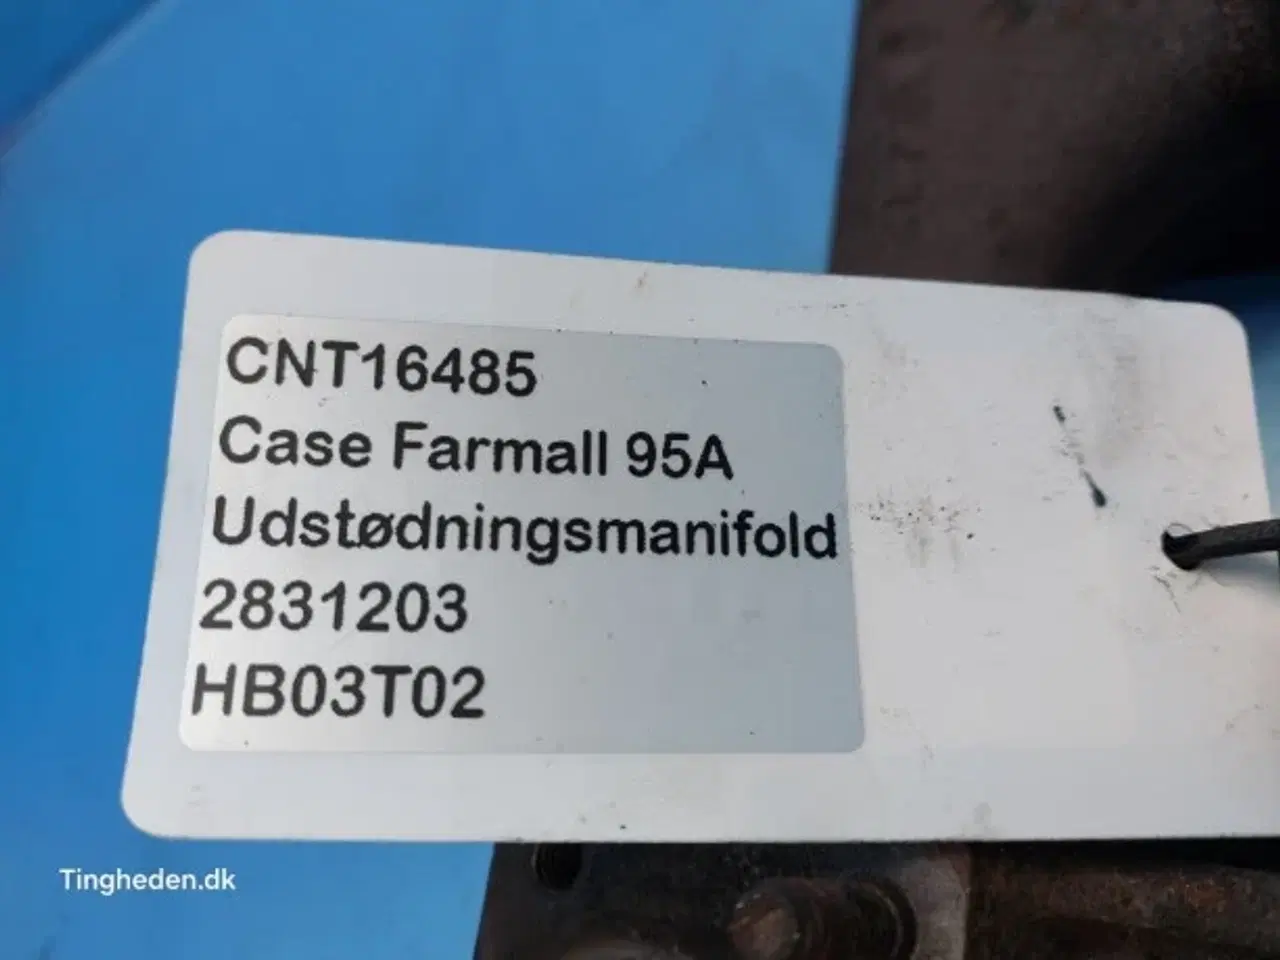 CNT16485
Case Farmall 95A
Udstødningsmanifold
2831203
HB03T02
Tingheden.dk